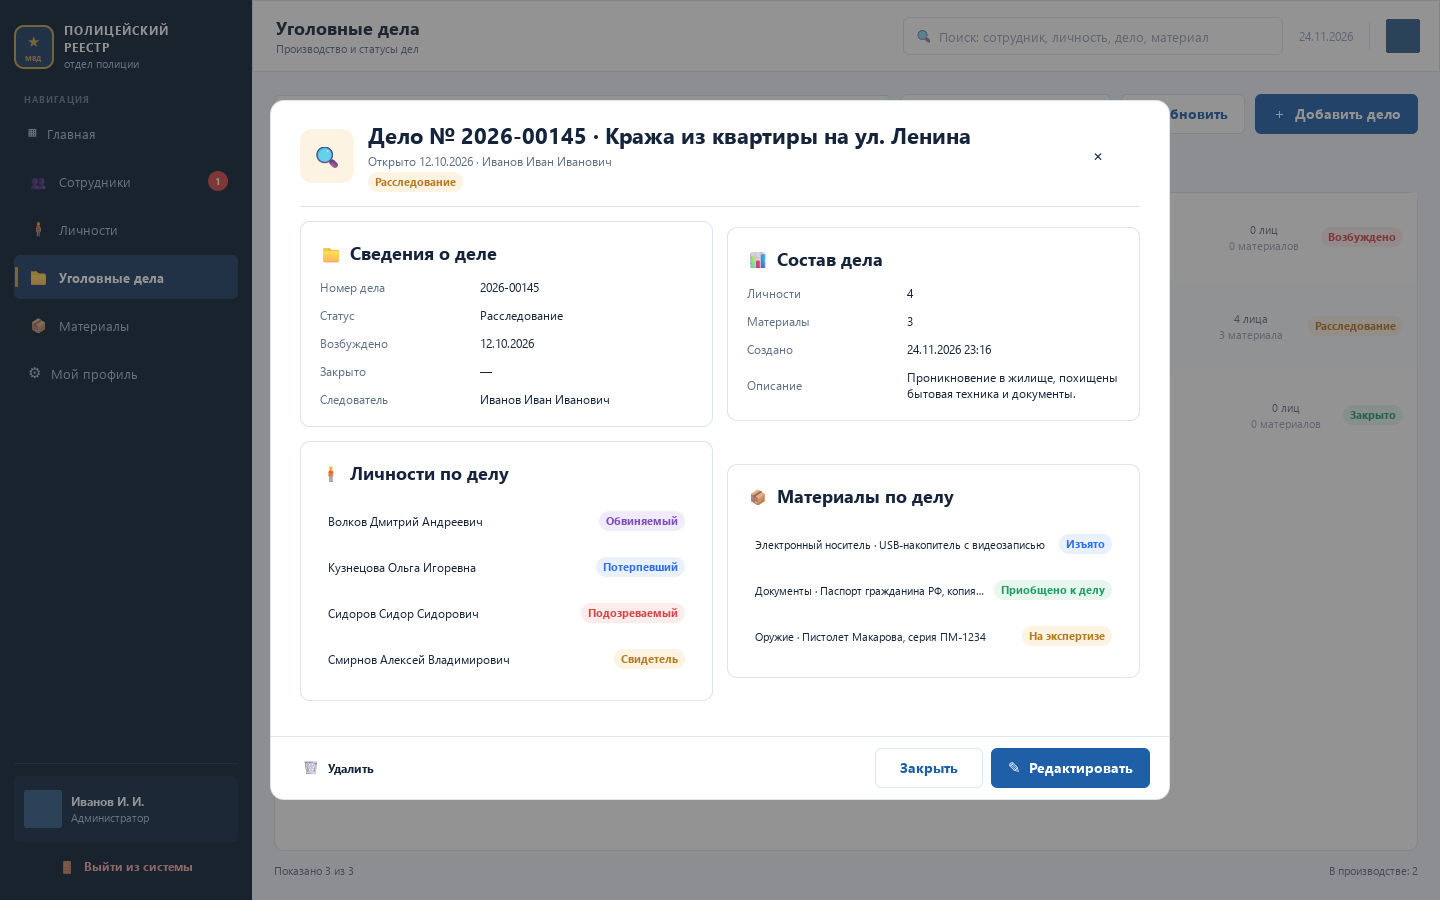 ★
МВД
ПОЛИЦЕЙСКИЙ
РЕЕСТР
отдел полиции
НАВИГАЦИЯ
Главная
Сотрудники 1
Личности
Уголовные дела
Материалы
Мой профиль
Иванов И. И.
Администратор
Выйти из системы
Уголовные дела
Производство и статусы дел
Поиск: сотрудник, личность, дело, материал
24.11.2026
бновить
+ Добавить дело
0 лиц
0 материалов
Возбуждено
4 лица
3 материала
Расследование
0 лиц
0 материалов
Закрыто
Показано 3 из 3
В производстве: 2
Дело № 2026-00145 · Кража из квартиры на ул. Ленина
Открыто 12.10.2026 · Иванов Иван Иванович
Расследование
×
Сведения о деле
Номер дела 2026-00145
Статус Расследование
Возбуждено 12.10.2026
Закрыто —
Следователь Иванов Иван Иванович
Состав дела
Личности 4
Материалы 3
Создано 24.11.2026 23:16
Описание Проникновение в жилище, похищены
бытовая техника и документы.
Личности по делу
Волков Дмитрий Андреевич Обвиняемый
Кузнецова Ольга Игоревна Потерпевший
Сидоров Сидор Сидорович Подозреваемый
Смирнов Алексей Владимирович Свидетель
Материалы по делу
Электронный носитель · USB-накопитель с видеозаписью Изъято
Документы · Паспорт гражданина РФ, копия... Приобщено к делу
Оружие · Пистолет Макарова, серия ПМ-1234 На экспертизе
Удалить
Закрыть
✎ Редактировать